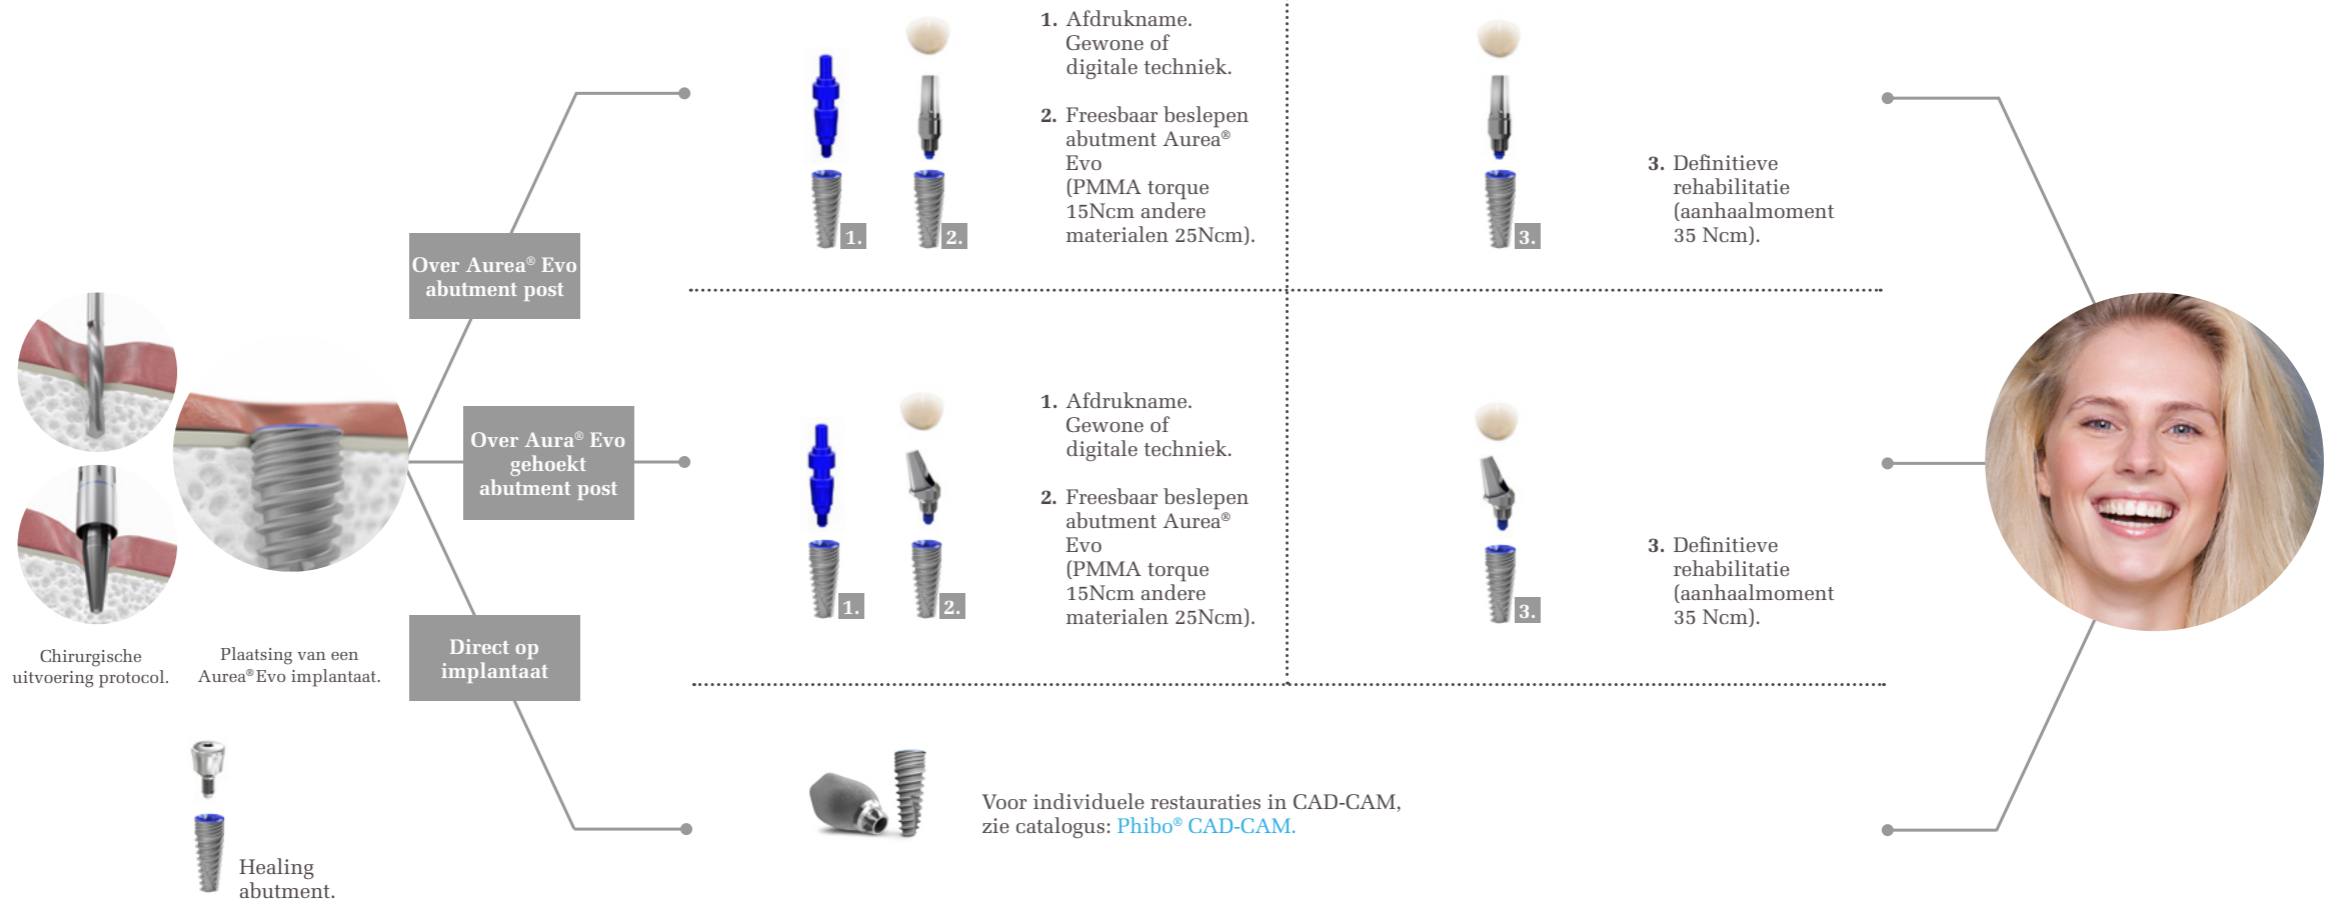 Chirurgische
uitvoering protocol.
Plaatsing van een
Aurea® Evo implantaat.
Healing
abutment.
Over Aurea® Evo
abutment post
1.
2.
1. Afdrukname.
Gewone of
digitale techniek.
2. Freesbaar beslepen
abutment Aurea®
Evo
(PMMA torque
15Ncm andere
materialen 25Ncm).
3.
3. Definitieve
rehabilitatie
(aanhaalmoment
35 Ncm).
Over Aura® Evo
gehoekt
abutment post
1.
2.
1. Afdrukname.
Gewone of
digitale techniek.
2. Freesbaar beslepen
abutment Aurea®
Evo
(PMMA torque
15Ncm andere
materialen 25Ncm).
3.
3. Definitieve
rehabilitatie
(aanhaalmoment
35 Ncm).
Direct op
implantaat
Voor individuele restauraties in CAD-CAM,
zie catalogus: Phibo® CAD-CAM.